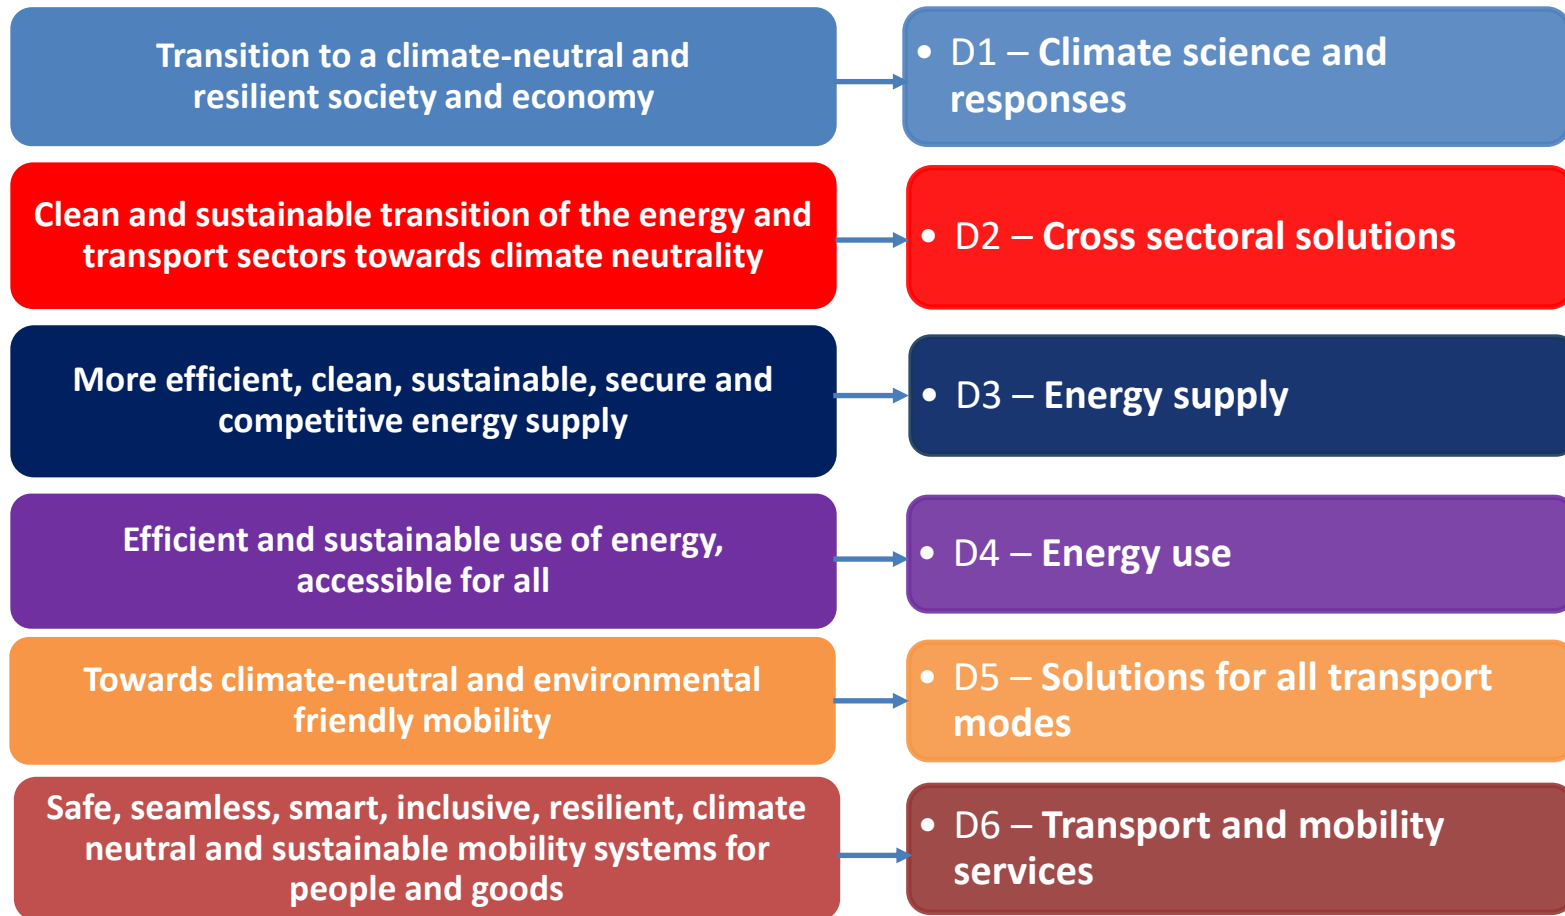 Transition to a climate-neutral and
resilient society and economy
• D1 – Climate science and
responses
Clean and sustainable transition of the energy and
transport sectors towards climate neutrality
• D2 – Cross sectoral solutions
More efficient, clean, sustainable, secure and
competitive energy supply
• D3 – Energy supply
Efficient and sustainable use of energy,
accessible for all
• D4 – Energy use
Towards climate-neutral and environmental
friendly mobility
• D5 – Solutions for all transport
modes
Safe, seamless, smart, inclusive, resilient, climate
neutral and sustainable mobility systems for
people and goods
• D6 – Transport and mobility
services